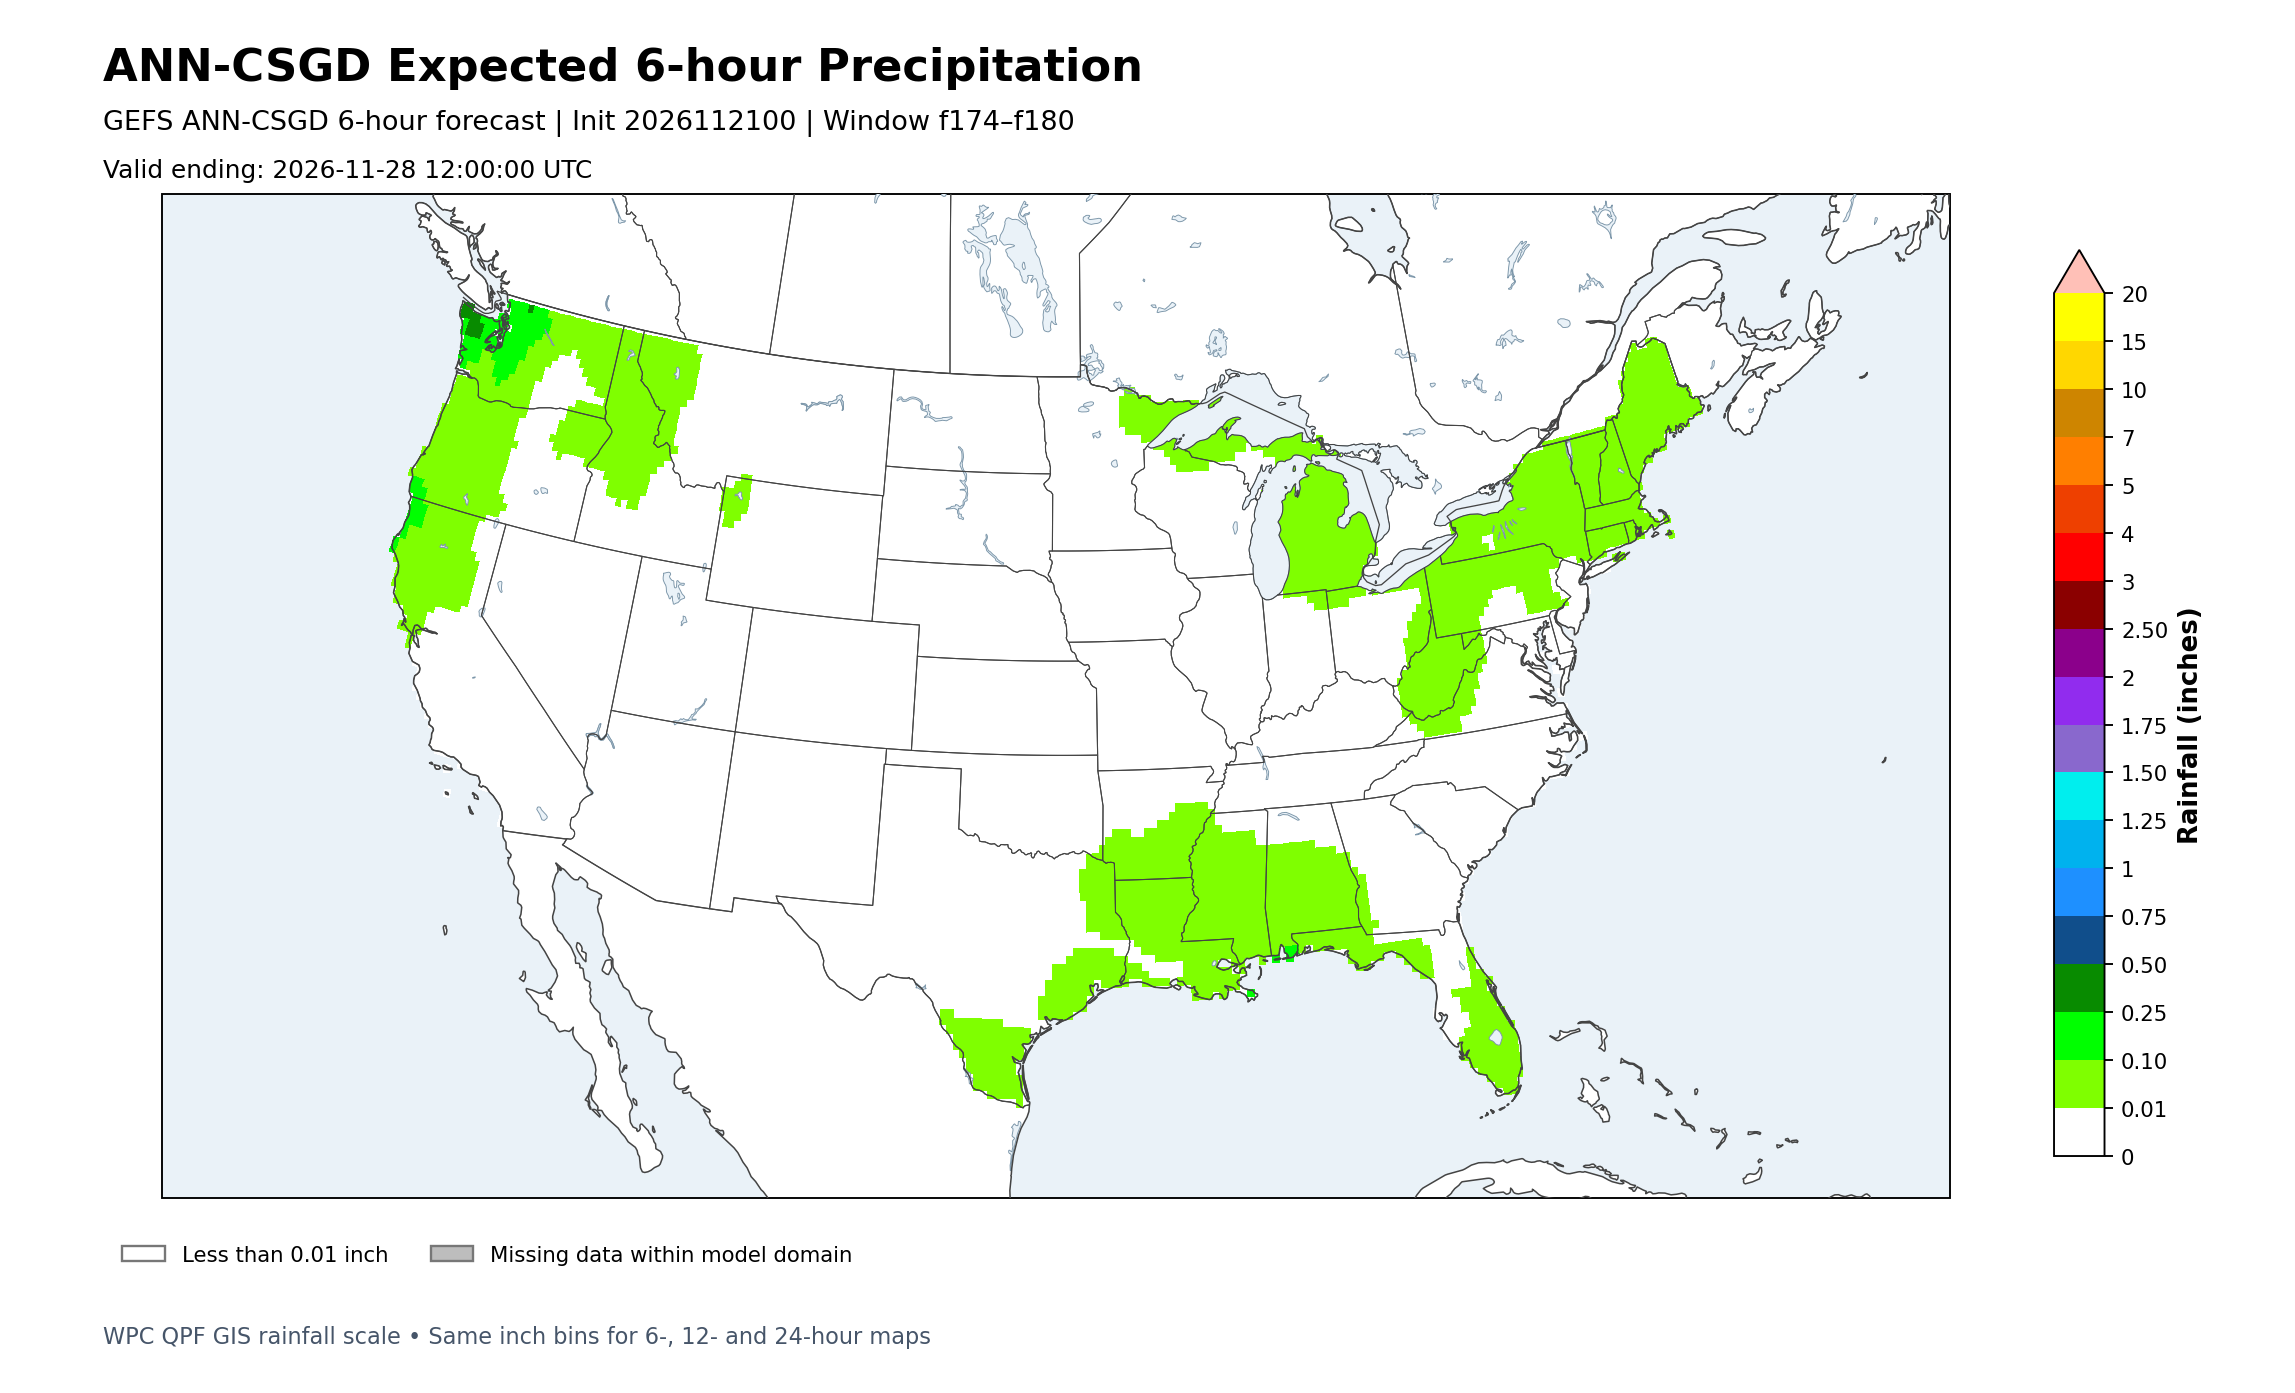 ANN-CSGD Expected 6-hour Precipitation
GEFS ANN-CSGD 6-hour forecast | Init 2026112100 | Window f174–f180
Valid ending: 2026-11-28 12:00:00 UTC
20
15
10
7
5
4
3
2.50
2
1.75
1.50
1.25
1
0.75
0.50
0.25
0.10
0.01
0
Rainfall (inches)
Less than 0.01 inch
Missing data within model domain
WPC QPF GIS rainfall scale • Same inch bins for 6-, 12- and 24-hour maps